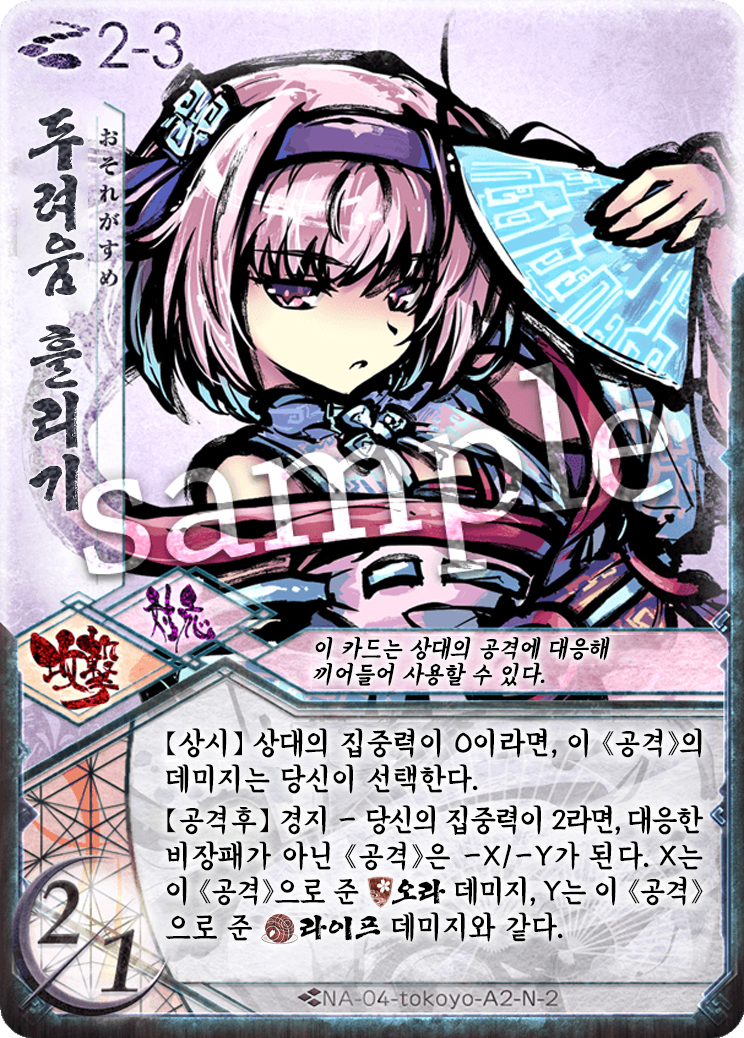 2-3
두려움 흘리기
おそれがすめ
sample
攻撃
対応
이 카드는 상대의 공격에 대응해
끼어들어 사용할 수 있다.
【상시】 상대의 집중력이 0이라면, 이 《공격》의
데미지는 당신이 선택한다.
【공격후】 경지 - 당신의 집중력이 2라면, 대응한
비장패가 아닌 《공격》은 -X/-Y가 된다. X는
이 《공격》으로 준 오라 데미지, Y는 이 《공격》
으로 준 라이프 데미지와 같다.
2/1
NA-04-tokoyo-A2-N-2